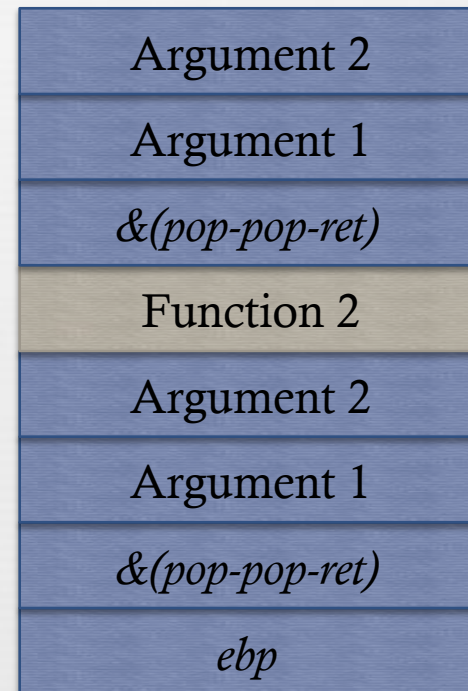 Argument 2
Argument 1
&(pop-pop-ret)
Function 2
Argument 2
Argument 1
&(pop-pop-ret)
ebp